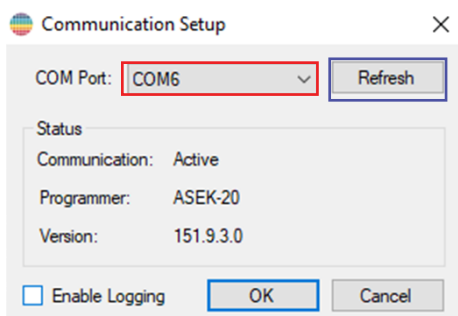 Communication Setup
COM Port: COM6 Refresh
Status
Communication: Active
Programmer: ASEK-20
Version: 151.9.3.0
Enable Logging OK Cancel